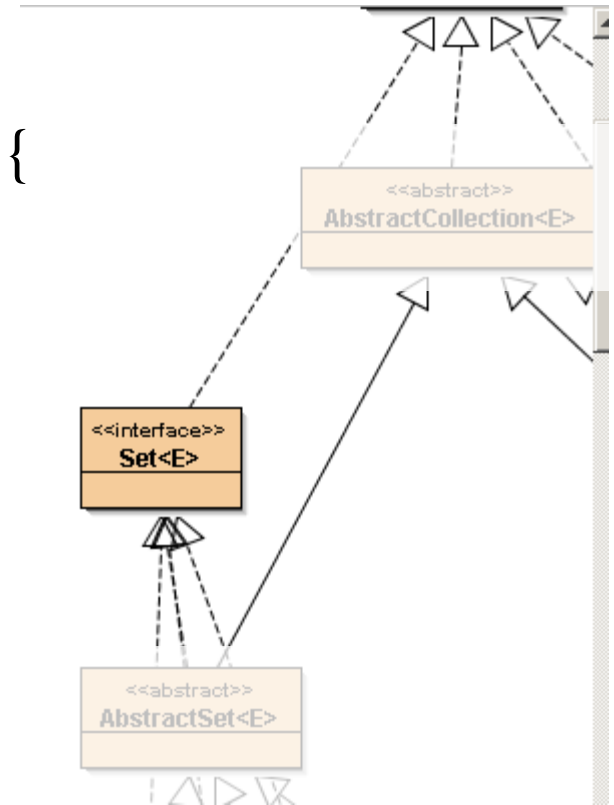 {
<<abstract>>
AbstractCollection<E>
<<interface>>
Set<E>
<<abstract>>
AbstractSet<E>